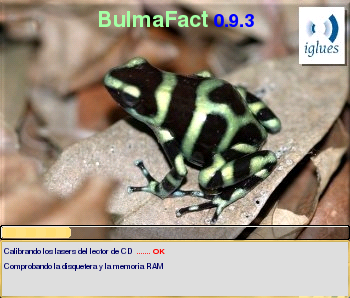 BulmaFact 0.9.3
iglues
Calibrando los lasers del lector de CD ....... OK
Comprobando la disquetera y la memoria RAM